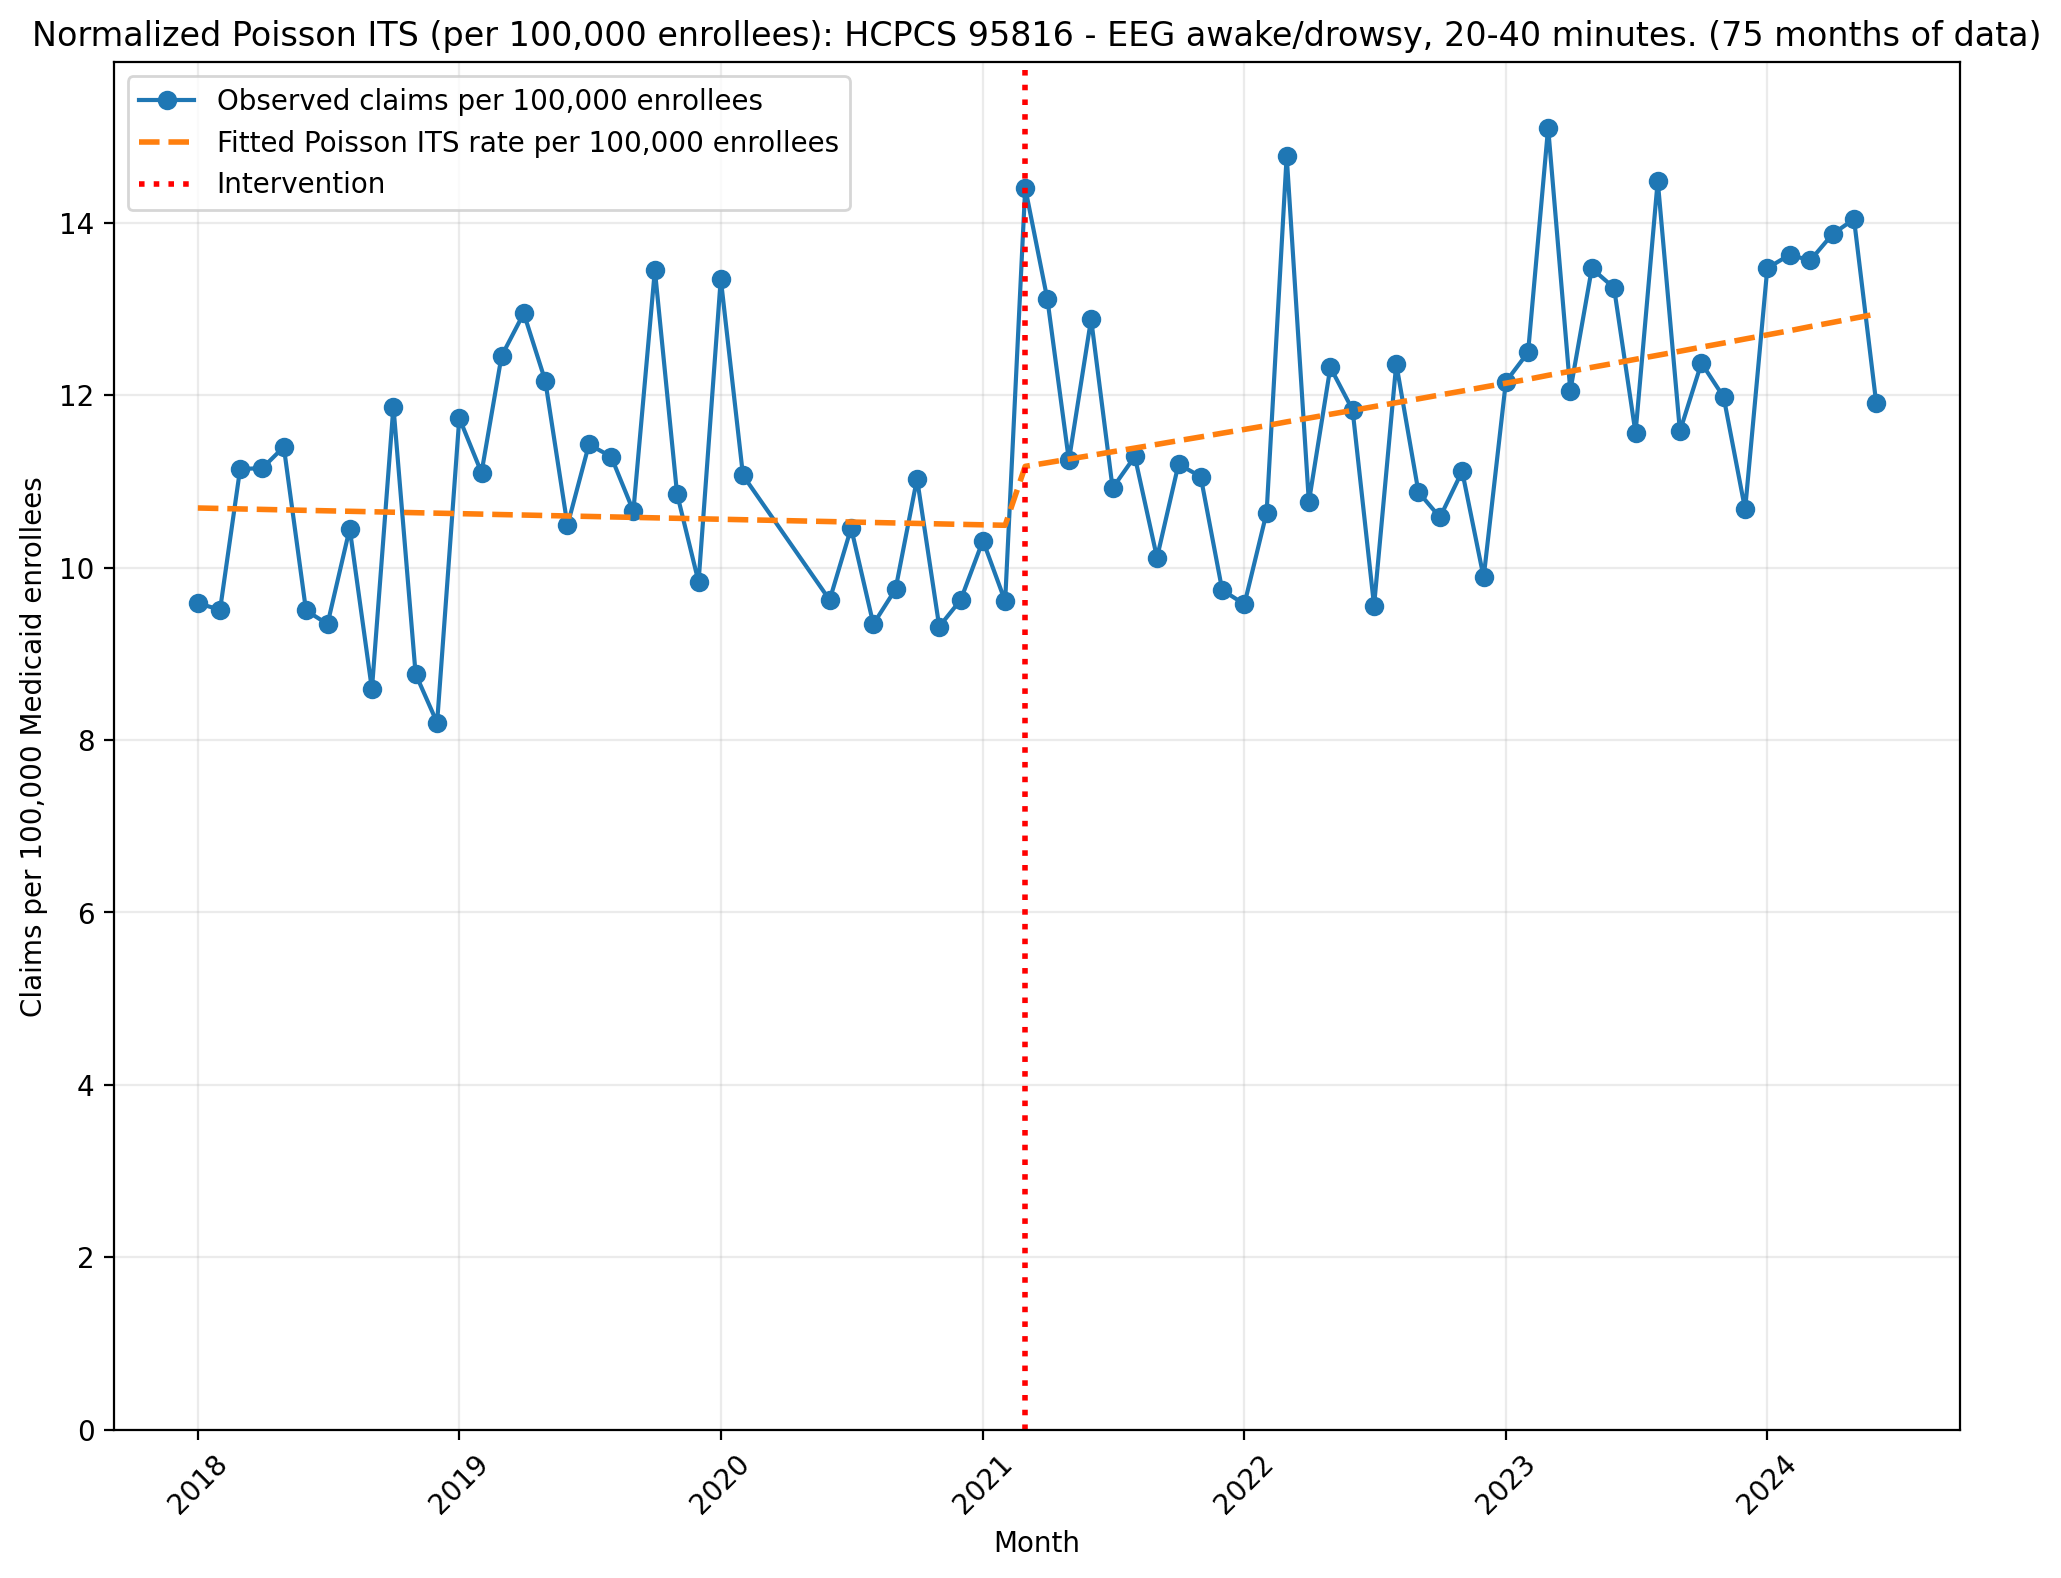 Normalized Poisson ITS (per 100,000 enrollees): HCPCS 95816 - EEG awake/drowsy, 20-40 minutes. (75 months of data)
Observed claims per 100,000 enrollees
Fitted Poisson ITS rate per 100,000 enrollees
Intervention
Claims per 100,000 Medicaid enrollees
14
12
10
8
6
4
2
0
2018
2019
2020
2021
2022
2023
2024
Month